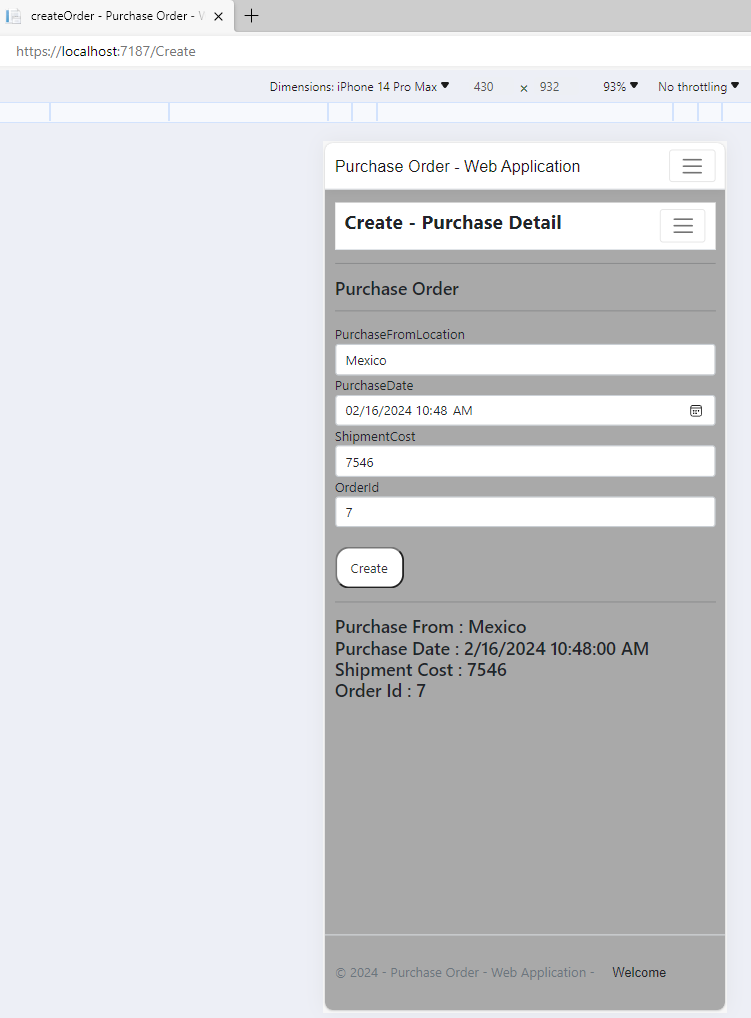 createOrder - Purchase Order -
https://localhost:7187/Create
Dimensions: iPhone 14 Pro Max 430 × 932 93% No throttling
Purchase Order - Web Application
Create - Purchase Detail
Purchase Order
PurchaseFromLocation
Mexico
PurchaseDate
02/16/2024 10:48 AM
ShipmentCost
7546
OrderId
7
Create
Purchase From : Mexico
Purchase Date : 2/16/2024 10:48:00 AM
Shipment Cost : 7546
Order Id : 7
© 2024 - Purchase Order - Web Application - Welcome